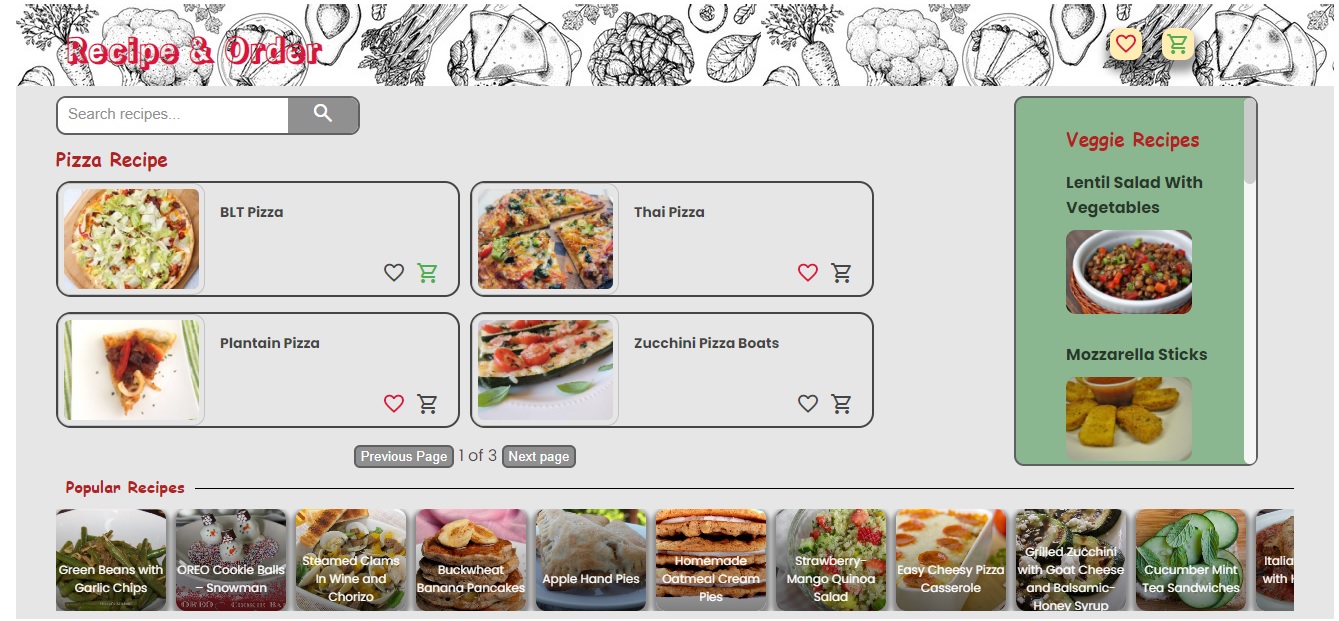 Recipe & Order
Search recipes...
Pizza Recipe
BLT Pizza
Thai Pizza
Plantain Pizza
Zucchini Pizza Boats
Previous Page 1 of 3 Next page
Veggie Recipes
Lentil Salad With
Vegetables
Mozzarella Sticks
Popular Recipes
Green Beans with
Garlic Chips
OREO Cookie Balls
– Snowman
Steamed Clams
In Wine and
Chorizo
Buckwheat
Banana Pancakes
Apple Hand Pies
Homemade
Oatmeal Cream
Pies
Strawberry-
Mango Quinoa
Salad
Easy Cheesy Pizza
Casserole
Grilled Zucchini
with Goat Cheese
and Balsamic-
Honey Syrup
Cucumber Mint
Tea Sandwiches